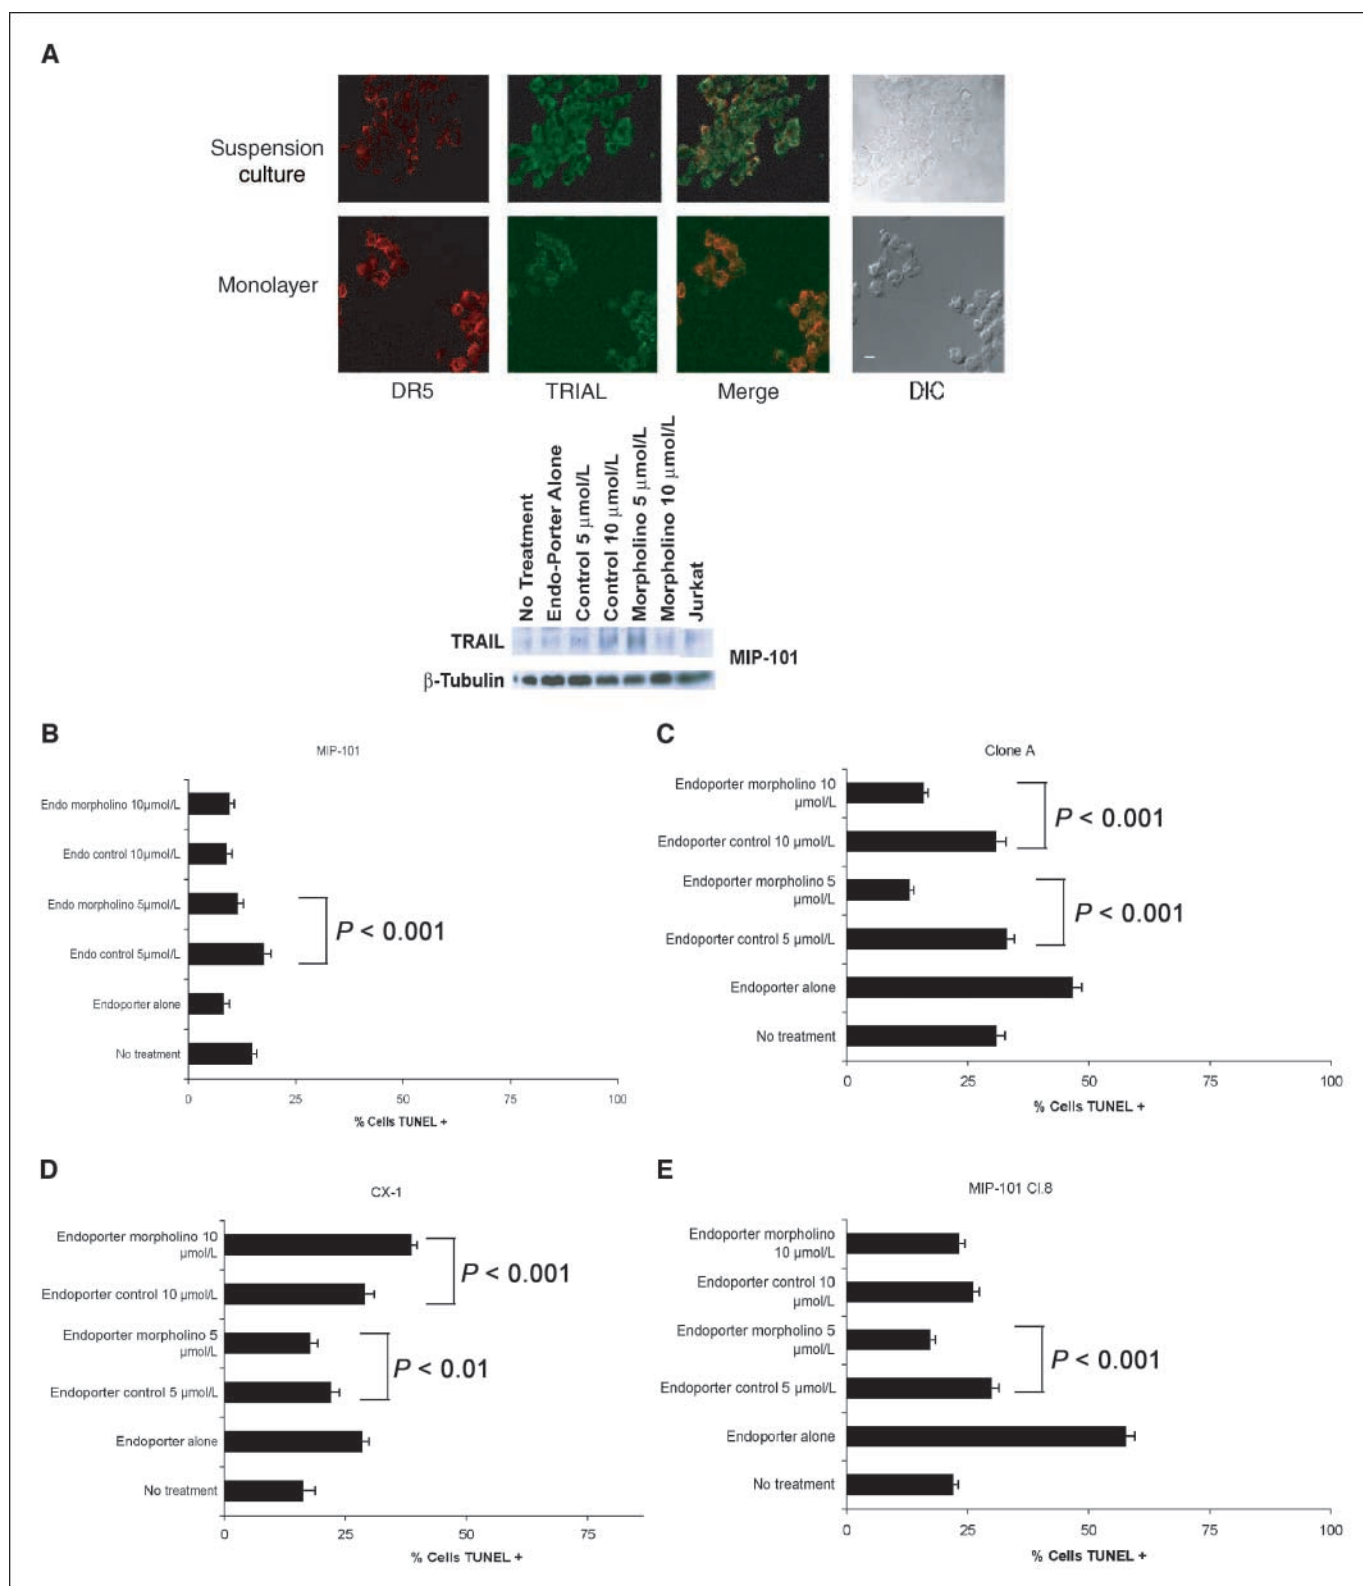 A
Suspension
culture
Monolayer
DR5
TRIAL
Merge
DIC
No Treatment
Endo-Porter Alone
Control 5 μmol/L
Control 10 μmol/L
Morpholino 5 μmol/L
Morpholino 10 μmol/L
Jurkat
TRAIL
MIP-101
β-Tubulin
B
MIP-101
Endo morpholino 10μmol/L
Endo control 10μmol/L
Endo morpholino 5μmol/L
Endo control 5μmol/L
Endoporter alone
No treatment
P < 0.001
0 25 50 75 100
% Cells TUNEL +
C
Clone A
Endoporter morpholino 10
μmol/L
Endoporter control 10 μmol/L
Endoporter morpholino 5
μmol/L
Endoporter control 5 μmol/L
Endoporter alone
No treatment
P < 0.001
P < 0.001
0 25 50 75 100
% Cells TUNEL +
D
CX-1
Endoporter morpholino 10
μmol/L
Endoporter control 10 μmol/L
Endoporter morpholino 5
μmol/L
Endoporter control 5 μmol/L
Endoporter alone
No treatment
P < 0.001
P < 0.01
0 25 50 75
% Cells TUNEL +
E
MIP-101 Cl.8
Endoporter morpholino
10 μmol/L
Endoporter control 10
μmol/L
Endoporter morpholino 5
μmol/L
Endoporter control 5 μmol/L
Endoporter alone
No treatment
P < 0.001
0 25 50 75 100
% Cells TUNEL +